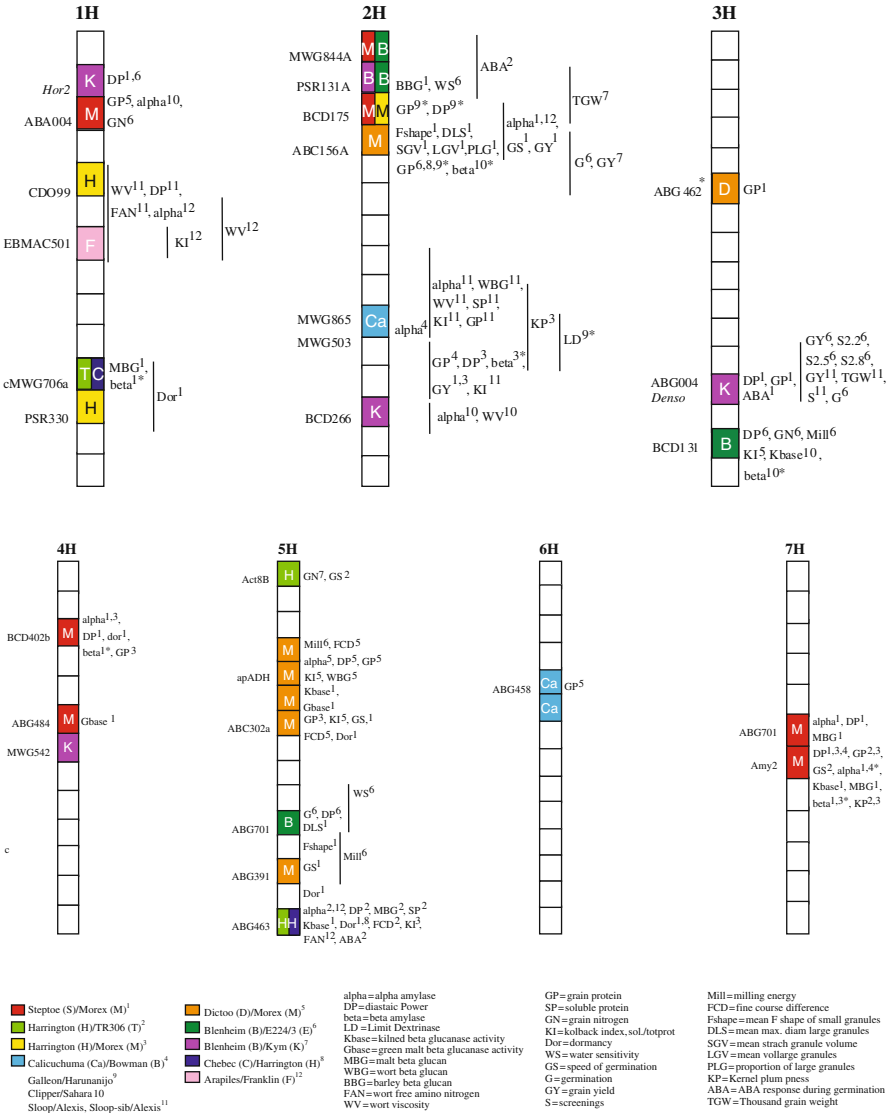 1H
Hor2
K
DP1,6
ABA004
M
GP5, alpha10,
GN6
CDO99
H
WV11, DP11,
FAN11, alpha12
EBMAC501
F
KI12
WV12
cMWG706a
T C
MBG1
beta1*
Dor1
PSR330
H
2H
MWG844A
M B
ABA2
PSR131A
B B
BBG1, WS6
TGW7
BCD175
M M
GP9*, DP9*
ABC156A
M
Fshape1, DLS1,
SGV1, LGV1,PLG1,
GP6,8,9*, beta10*
alpha1,12,
GS1, GY1
G6, GY7
MWG865
Ca
alpha4
MWG503
alpha11, WBG11,
WV11, SP11,
KI11, GP11
KP3
LD9*
GP4, DP3, beta3*,
GY1,3, KI11
BCD266
K
alpha10, WV10
3H
ABG462*
D
GP1
ABG004
Denso
K
DP1, GP1,
ABA1
GY6, S2.26,
S2.56, S2.86,
GY11, TGW11,
S11, G6
BCD131
B
DP6, GN6, Mill6
KI5, Kbase10,
beta10*
4H
BCD402b
M
alpha1,3,
DP1, dor1,
beta1*, GP3
ABG484
M
Gbase 1
MWG542
K
c
5H
Act8B
H
GN7, GS2
M
Mill6, FCD5
alpha5, DP5, GP5
apADH
M
KI5, WBG5
M
Kbase1,
Gbase1
ABC302a
M
GP3, KI5, GS,1
FCD5, Dor1
WS6
ABG701
B
G6, DP6,
DLS1
Fshape1
Mill6
ABG391
M
GS1
Dor1
ABG463
H H
alpha2,12, DP2, MBG2, SP2
Kbase1, Dor1,8, FCD2, KI3,
FAN12, ABA2
6H
ABG458
Ca
GP5
Ca
7H
ABG701
M
alpha1, DP1,
MBG1
Amy2
M
DP1,3,4, GP2,3,
GS2, alpha1,4*,
Kbase1, MBG1,
beta1,3*, KP2,3
Steptoe (S)/Morex (M)1
Harrington (H)/TR306 (T)2
Harrington (H)/Morex (M)3
Calicuchuma (Ca)/Bowman (B)4
Galleon/Harunanijo9
Clipper/Sahara10
Sloop/Alexis, Sloop-sib/Alexis11
Dictoo (D)/Morex (M)5
Blenheim (B)/E224/3 (E)6
Blenheim (B)/Kym (K)7
Chebec (C)/Harrington (H)8
Arapiles/Franklin (F)12
alpha=alpha amylase
DP=diastaic Power
beta=beta amylase
LD=Limit Dextrinase
Kbase=kilned beta glucanase activity
Gbase=green malt beta glucanase activity
MBG=malt beta glucan
WBG=wort beta glucan
BBG=barley beta glucan
FAN=wort free amino nitrogen
WV=wort viscosity
GP=grain protein
SP=soluble protein
GN=grain nitrogen
KI=kolback index,sol./totprot
Dor=dormancy
WS=water sensitivity
GS=speed of germination
G=germination
GY=grain yield
S=screenings
Mill=milling energy
FCD=fine course difference
Fshape=mean F shape of small granules
DLS=mean max. diam large granules
SGV=mean strach granule volume
LGV=mean vollarge granules
PLG=proportion of large granules
KP=Kernel plum pness
ABA=ABA response during germination
TGW=Thousand grain weight